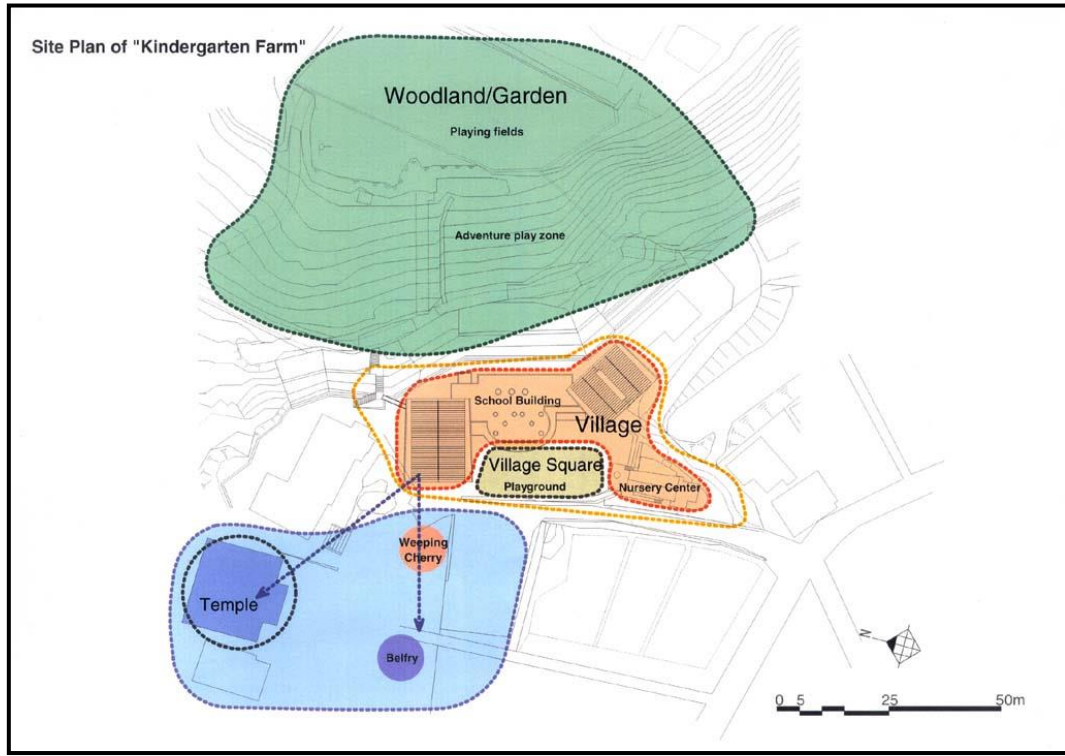 Site Plan of "Kindergarten Farm"
Woodland/Garden
Playing fields
Adventure play zone
School Building
Village
Village Square
Playground
Nursery Center
Weeping
Cherry
Temple
Belfry
N
0 5 25 50m